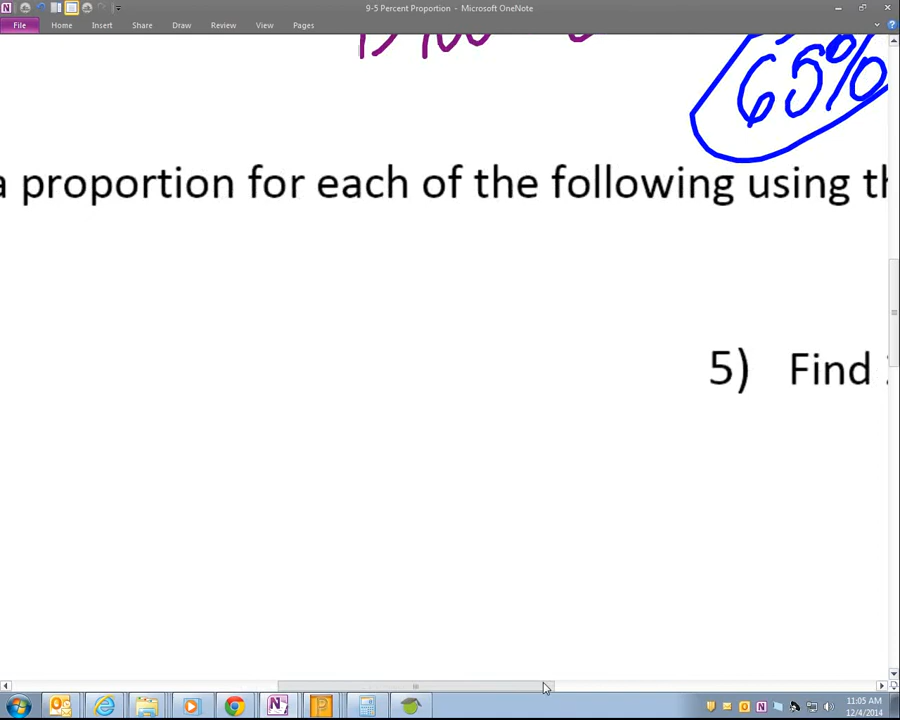 9-5 Percent Proportion - Microsoft OneNote
File Home Insert Share Draw Review View Pages
65%
a proportion for each of the following using th
5) Find
11:05 AM
12/4/2014